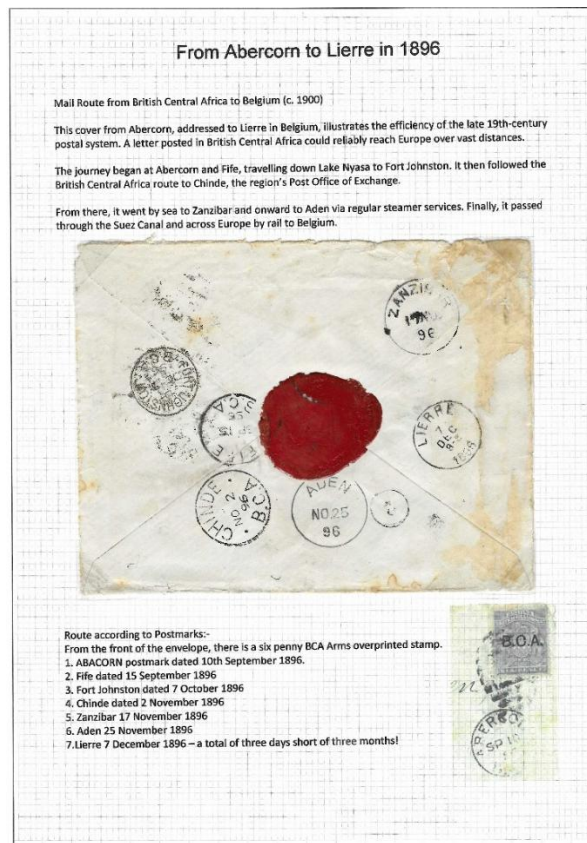 From Abercorn to Lierre in 1896
Mail Route from British Central Africa to Belgium (c. 1900)
This cover from Abercorn, addressed to Lierre in Belgium, illustrates the efficiency of the late 19th-century
postal system. A letter posted in British Central Africa could reliably reach Europe over vast distances.
The journey began at Abercorn and Fife, travelling down Lake Nyasa to Fort Johnston. It then followed the
British Central Africa route to Chinde, the region's Post Office of Exchange.
From there, it went by sea to Zanzibar and onward to Aden via regular steamer services. Finally, it passed
through the Suez Canal and across Europe by rail to Belgium.
ZANZIBAR
96
FORT JOHNSTON
FIFE
LIERRE
7
DEC
1896
CHINDE · B.C.A
NO 2
96
ADEN
NO.25
96
Route according to Postmarks:-
From the front of the envelope, there is a six penny BCA Arms overprinted stamp.
1. ABACORN postmark dated 10th September 1896.
2. Fife dated 15 September 1896
3. Fort Johnston dated 7 October 1896
4. Chinde dated 2 November 1896
5. Zanzibar 17 November 1896
6. Aden 25 November 1896
7.Lierre 7 December 1896 – a total of three days short of three months!
B.C.A.
ABERCO
SP 10